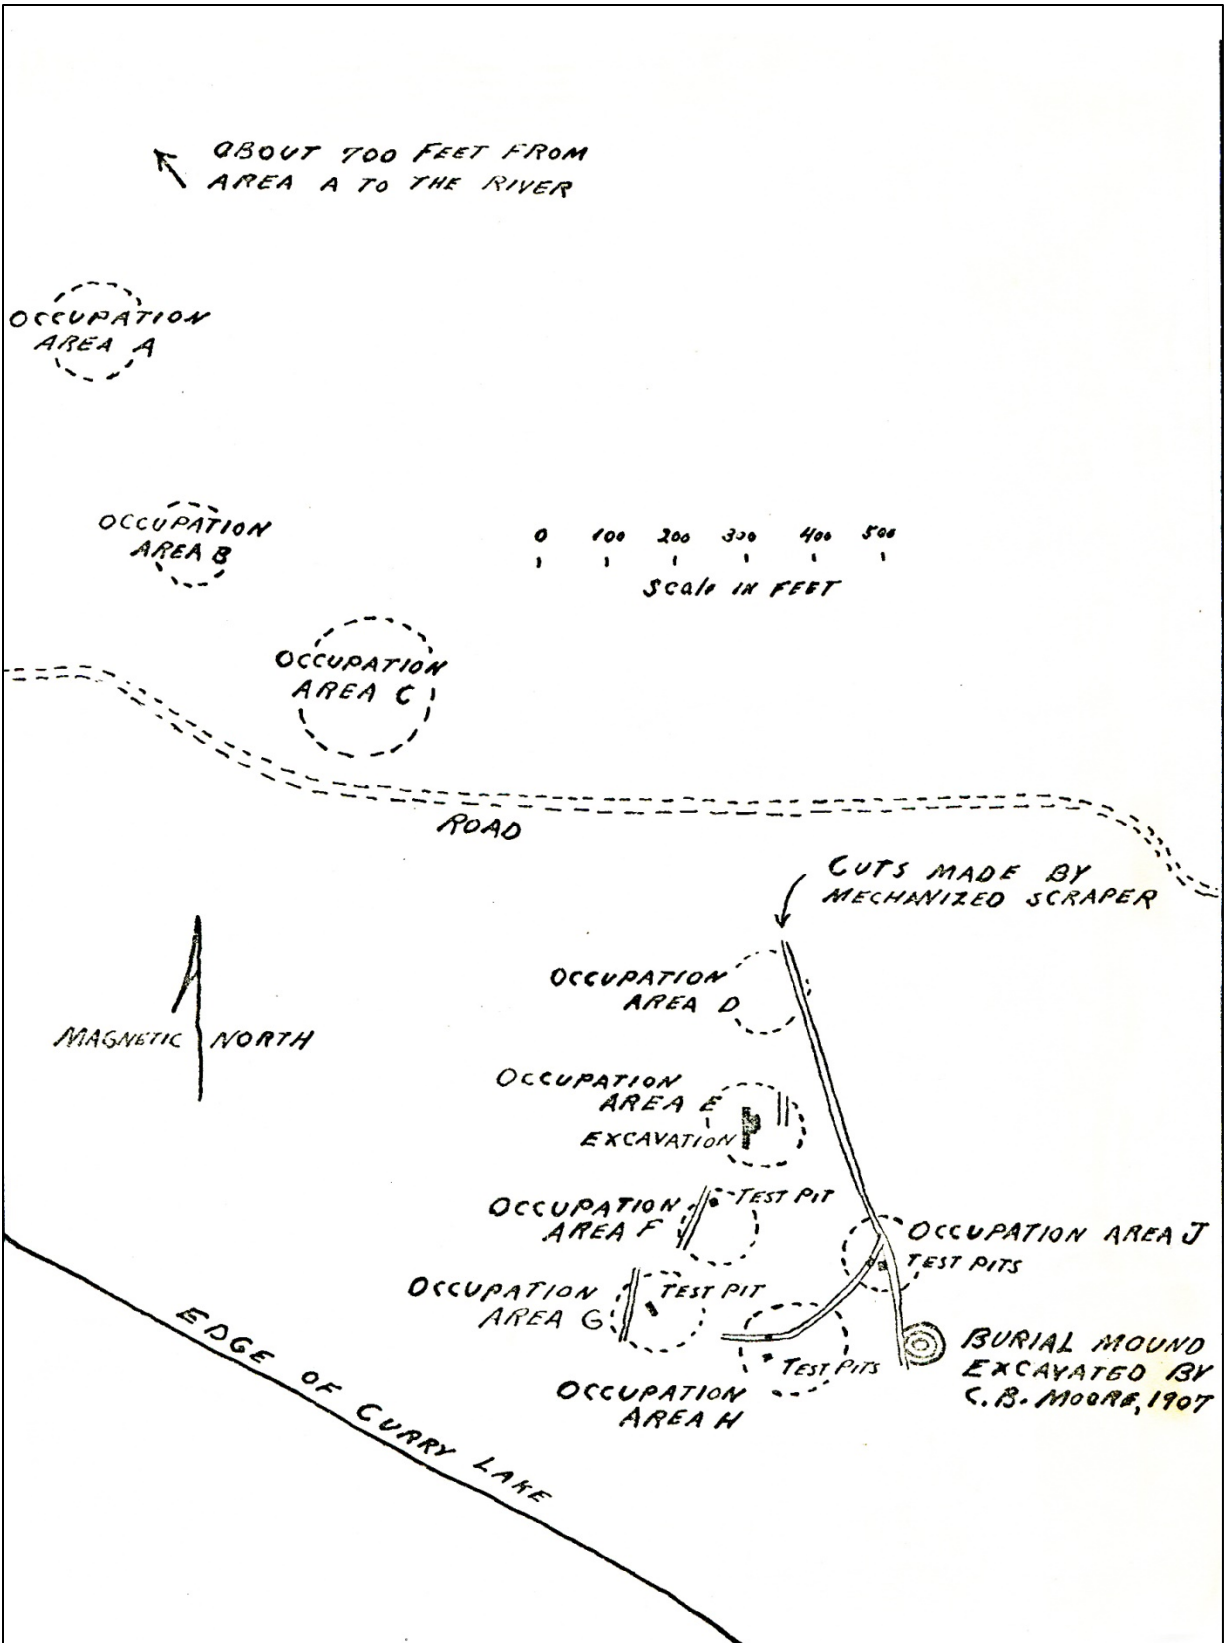 ABOUT 700 FEET FROM
AREA A TO THE RIVER
OCCUPATION
AREA A
OCCUPATION
AREA B
0 100 200 300 400 500
Scale IN FEET
OCCUPATION
AREA C
ROAD
CUTS MADE BY
MECHANIZED SCRAPER
MAGNETIC NORTH
OCCUPATION
AREA D
OCCUPATION
AREA E
EXCAVATION
OCCUPATION
AREA F
TEST PIT
OCCUPATION AREA J
TEST PITS
OCCUPATION
AREA G
TEST PIT
TEST PITS
OCCUPATION
AREA H
BURIAL MOUND
EXCAVATED BY
C. B. MOORE, 1907
EDGE OF CURRY LAKE